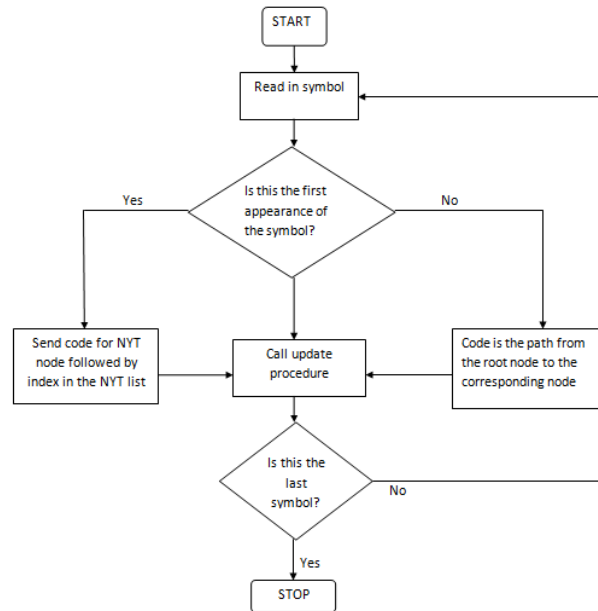 START
Read in symbol
Is this the first
appearance of
the symbol?
Yes
No
Send code for NYT
node followed by
index in the NYT list
Call update
procedure
Code is the path from
the root node to the
corresponding node
Is this the
last
symbol?
No
Yes
STOP